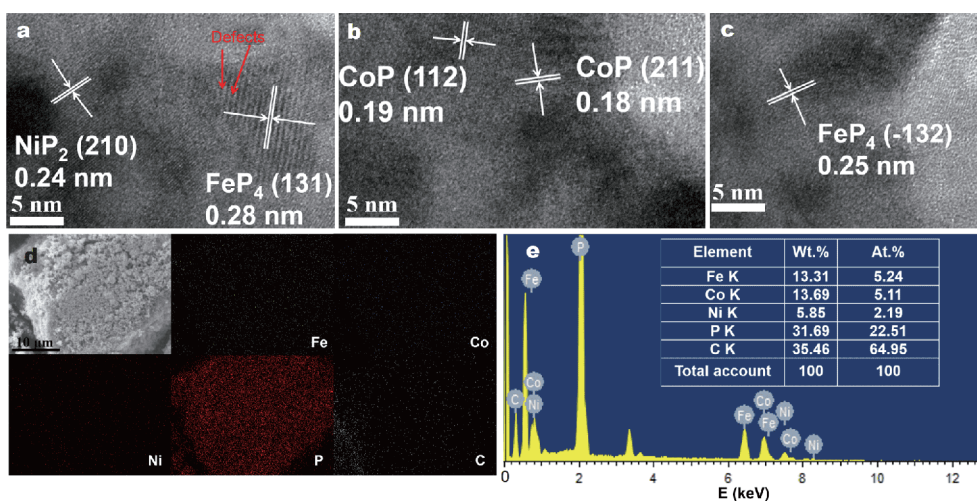 a
Defects
NiP₂ (210)
0.24 nm
5 nm
FeP₄ (131)
0.28 nm
b
CoP (112)
0.19 nm
CoP (211)
0.18 nm
5 nm
c
FeP₄ (-132)
0.25 nm
5 nm
d
10 μm
Fe
Co
Ni
P
C
e
P
Fe
Co
Ni
C
Fe
Co
Fe
Ni
Co
Ni
Element Wt.% At.%
Fe K 13.31 5.24
Co K 13.69 5.11
Ni K 5.85 2.19
P K 31.69 22.51
C K 35.46 64.95
Total account 100 100
0 2 4 6 8 10 12
E (keV)